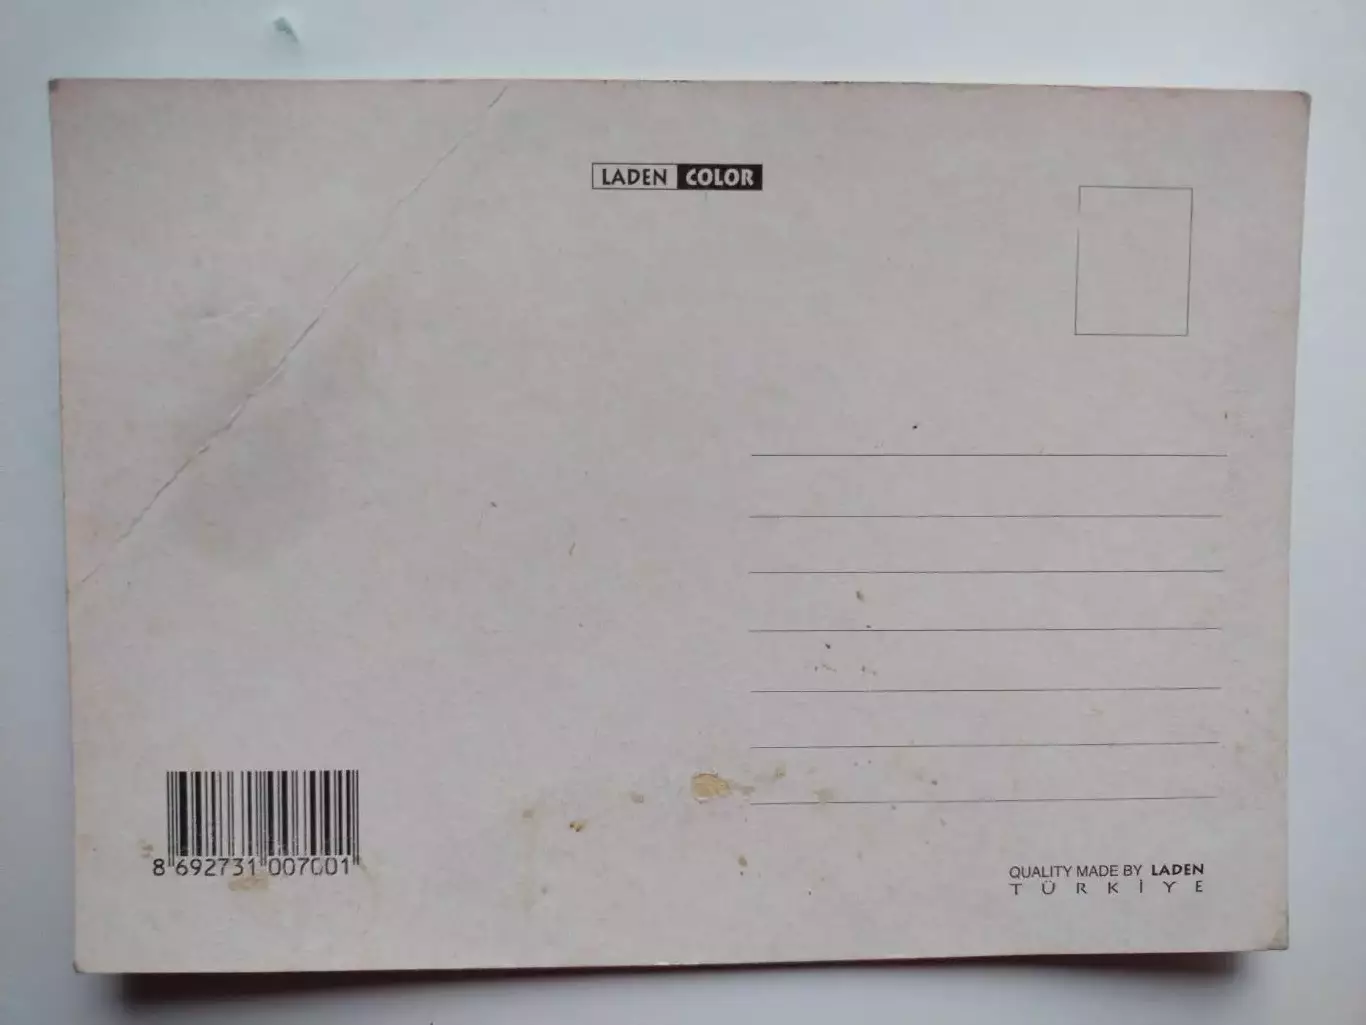 LADEN COLOR
8 692731 007001
QUALITY MADE BY LADEN
TÜRKİYE